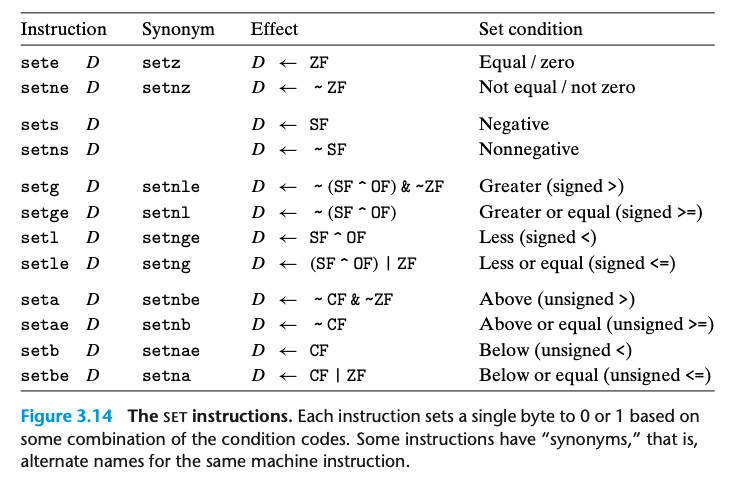 Instruction Synonym Effect Set condition
sete D setz D ← ZF Equal / zero
setne D setnz D ← ~ ZF Not equal / not zero
sets D D ← SF Negative
setns D D ← ~ SF Nonnegative
setg D setnle D ← ~ (SF ^ OF) & ~ZF Greater (signed >)
setge D setnl D ← ~ (SF ^ OF) Greater or equal (signed >=)
setl D setnge D ← SF ^ OF Less (signed <)
setle D setng D ← (SF ^ OF) | ZF Less or equal (signed <=)
seta D setnbe D ← ~ CF & ~ZF Above (unsigned >)
setae D setnb D ← ~ CF Above or equal (unsigned >=)
setb D setnae D ← CF Below (unsigned <)
setbe D setna D ← CF | ZF Below or equal (unsigned <=)
Figure 3.14 The SET instructions. Each instruction sets a single byte to 0 or 1 based on
some combination of the condition codes. Some instructions have “synonyms,” that is,
alternate names for the same machine instruction.